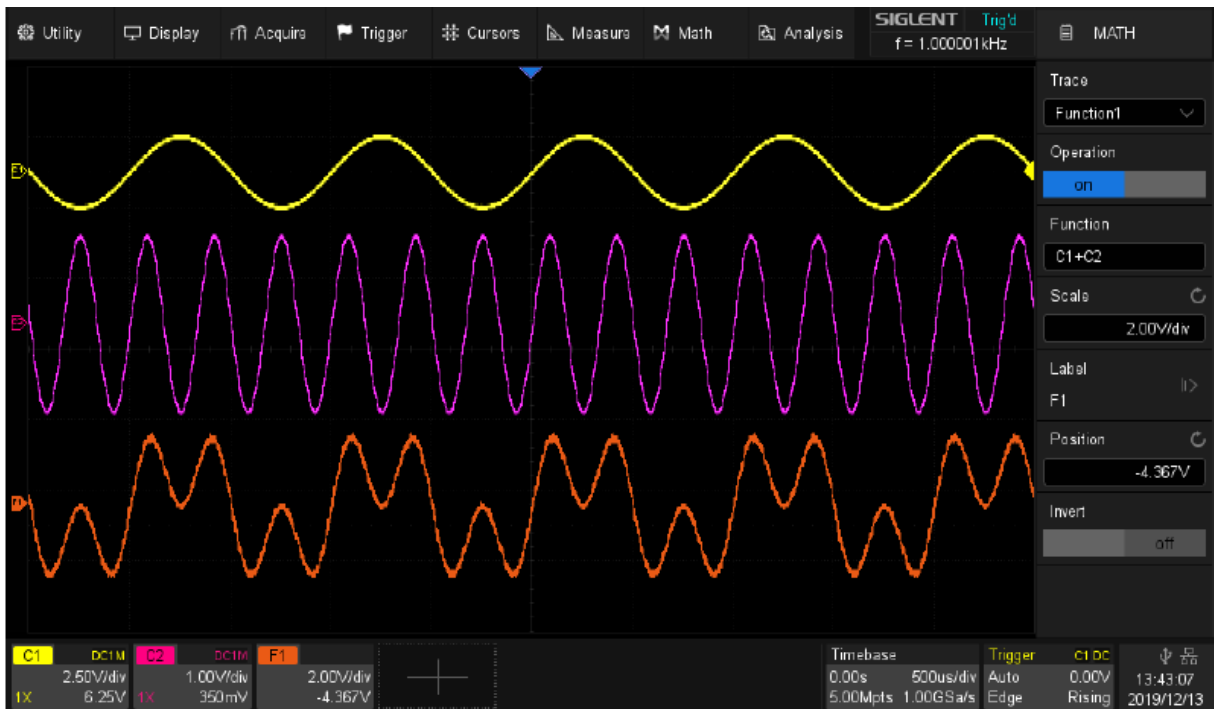 Utility Display Acquire Trigger Cursors Measure Math Analysis SIGLENT Trig'd MATH
f = 1.000001kHz
Trace
Function1
Operation
on
Function
C1+C2
Scale
2.00V/div
Label
F1
Position
-4.367V
Invert
off
C1 DC1M C2 DC1M F1 Timebase Trigger C1 DC
2.50V/div 1.00V/div 2.00V/div 0.00s 500us/div Auto 0.00V 13:43:07
1X 6.25V 1X 350mV -4.367V 5.00Mpts 1.00GSa/s Edge Rising 2019/12/13